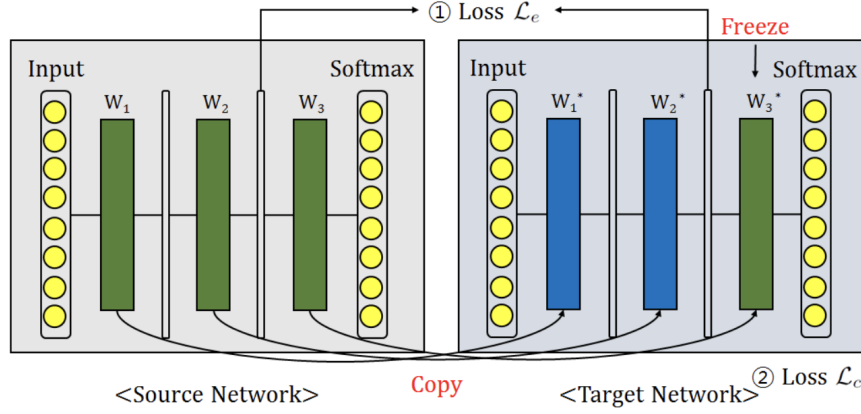 ① Loss ℒe
Freeze
Input
Softmax
W1
W2
W3
Input
Softmax
W1*
W2*
W3*
<Source Network>
Copy
<Target Network>
② Loss ℒc